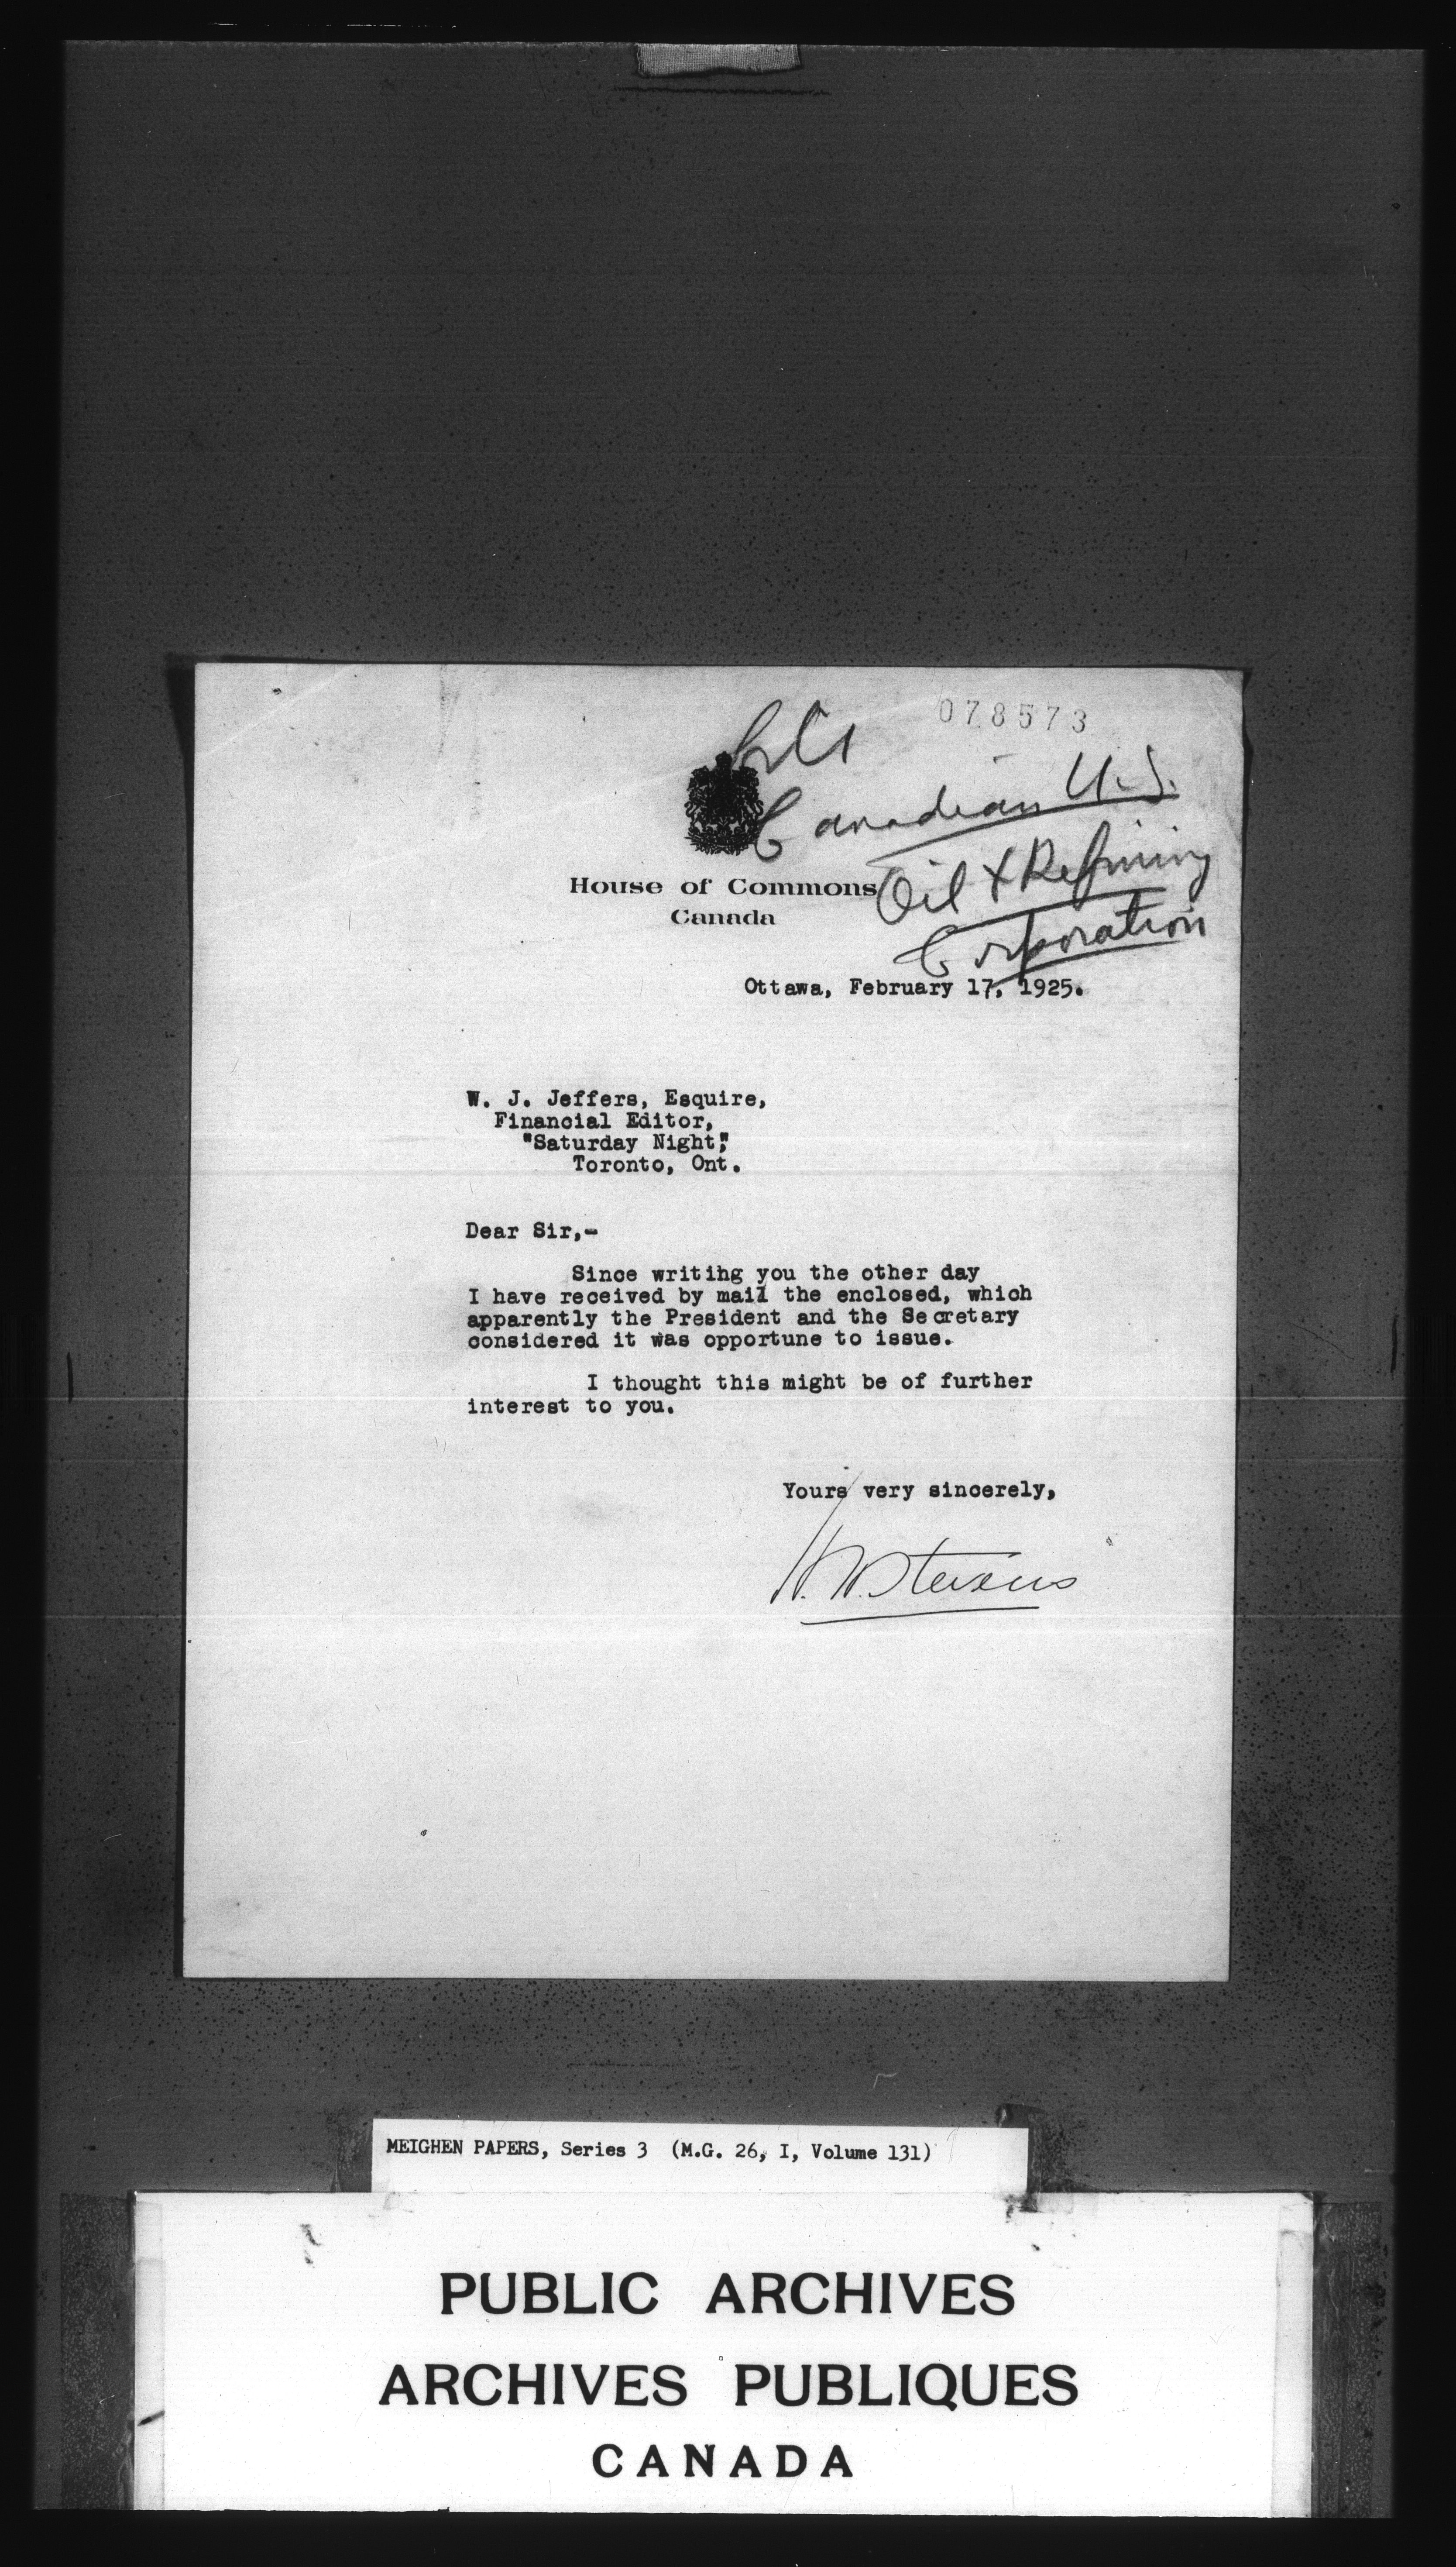 078573
Canadian U.S.
Oil & Refining
Corporation
House of Commons
Canada
Ottawa, February 17, 1925.
W. J. Jeffers, Esquire,
Financial Editor,
"Saturday Night,"
Toronto, Ont.
Dear Sir,-
Since writing you the other day
I have received by mail the enclosed, which
apparently the President and the Secretary
considered it was opportune to issue.
I thought this might be of further
interest to you.
Yours very sincerely,
H. H. Stevens
MEIGHEN PAPERS, Series 3 (M.G. 26, I, Volume 131)
PUBLIC ARCHIVES
ARCHIVES PUBLIQUES
CANADA